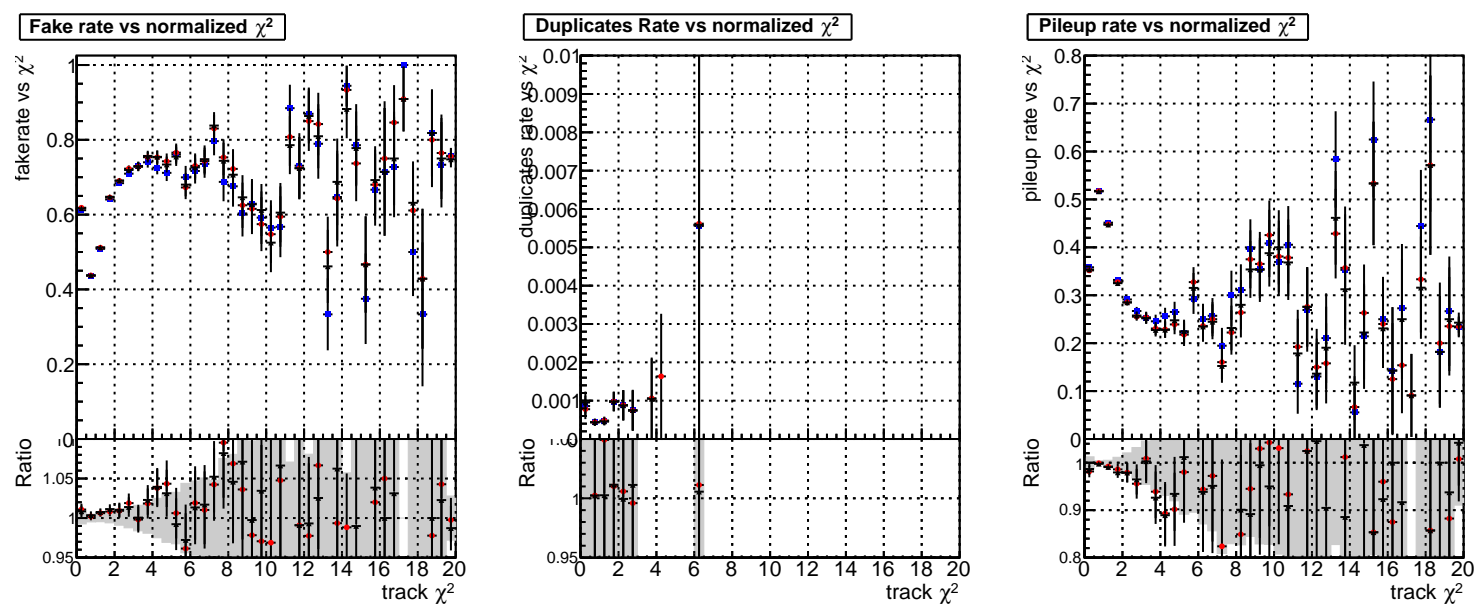 Fake rate vs normalized χ²
fakerate vs χ²
1
0.8
0.6
0.4
0.2
0
Ratio
1.05
1
0.95
0 2 4 6 8 10 12 14 16 18 20
track χ²
Duplicates Rate vs normalized χ²
duplicates rate vs χ²
0.01
0.009
0.008
0.007
0.006
0.005
0.004
0.003
0.002
0.001
Ratio
1
0.95
0 2 4 6 8 10 12 14 16 18 20
track χ²
Pileup rate vs normalized χ²
pileup rate vs χ²
0.8
0.7
0.6
0.5
0.4
0.3
0.2
0.1
0
Ratio
1
0.9
0.8
0 2 4 6 8 10 12 14 16 18 20
track χ²